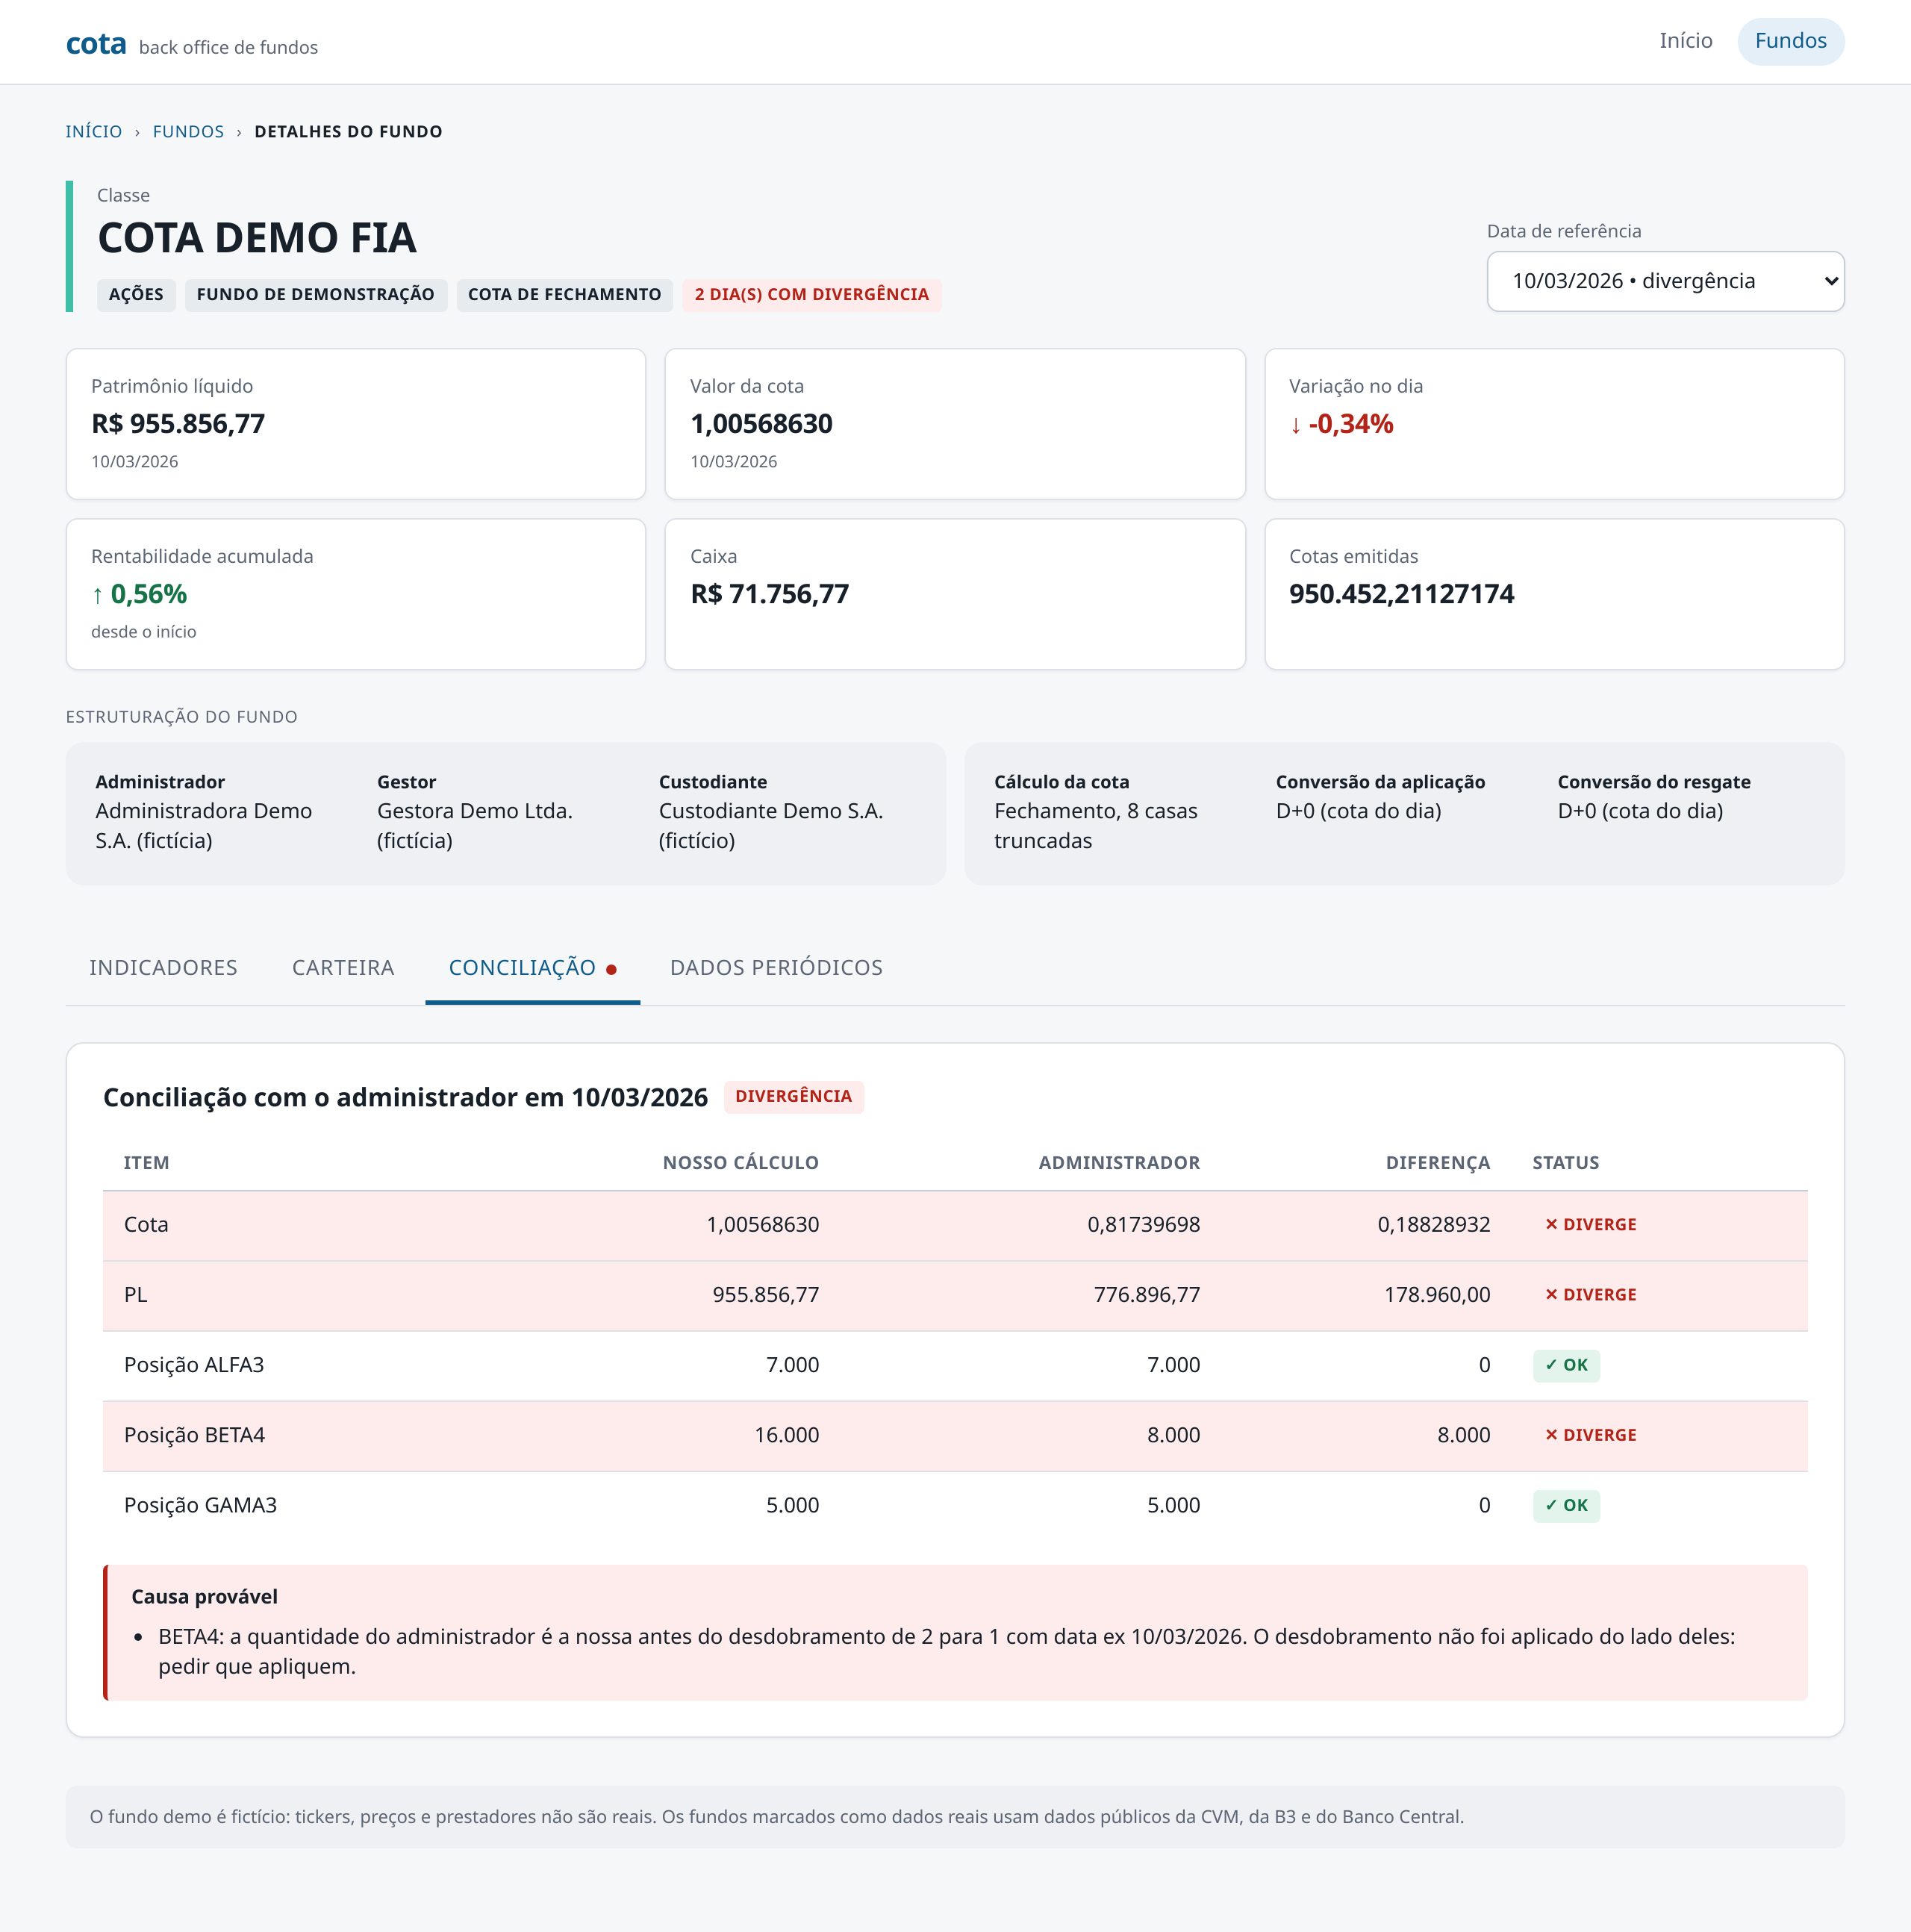 cota back office de fundos
Início Fundos
INÍCIO › FUNDOS › DETALHES DO FUNDO
Classe
COTA DEMO FIA
AÇÕES FUNDO DE DEMONSTRAÇÃO COTA DE FECHAMENTO 2 DIA(S) COM DIVERGÊNCIA
Data de referência
10/03/2026 • divergência
Patrimônio líquido
R$ 955.856,77
10/03/2026
Valor da cota
1,00568630
10/03/2026
Variação no dia
↓ -0,34%
Rentabilidade acumulada
↑ 0,56%
desde o início
Caixa
R$ 71.756,77
Cotas emitidas
950.452,21127174
ESTRUTURAÇÃO DO FUNDO
Administrador
Administradora Demo
S.A. (fictícia)
Gestor
Gestora Demo Ltda.
(fictícia)
Custodiante
Custodiante Demo S.A.
(fictício)
Cálculo da cota
Fechamento, 8 casas
truncadas
Conversão da aplicação
D+0 (cota do dia)
Conversão do resgate
D+0 (cota do dia)
INDICADORES CARTEIRA CONCILIAÇÃO ● DADOS PERIÓDICOS
Conciliação com o administrador em 10/03/2026 DIVERGÊNCIA
ITEM NOSSO CÁLCULO ADMINISTRADOR DIFERENÇA STATUS
Cota 1,00568630 0,81739698 0,18828932 ✕ DIVERGE
PL 955.856,77 776.896,77 178.960,00 ✕ DIVERGE
Posição ALFA3 7.000 7.000 0 ✓ OK
Posição BETA4 16.000 8.000 8.000 ✕ DIVERGE
Posição GAMA3 5.000 5.000 0 ✓ OK
Causa provável
• BETA4: a quantidade do administrador é a nossa antes do desdobramento de 2 para 1 com data ex 10/03/2026. O desdobramento não foi aplicado do lado deles:
pedir que apliquem.
O fundo demo é fictício: tickers, preços e prestadores não são reais. Os fundos marcados como dados reais usam dados públicos da CVM, da B3 e do Banco Central.